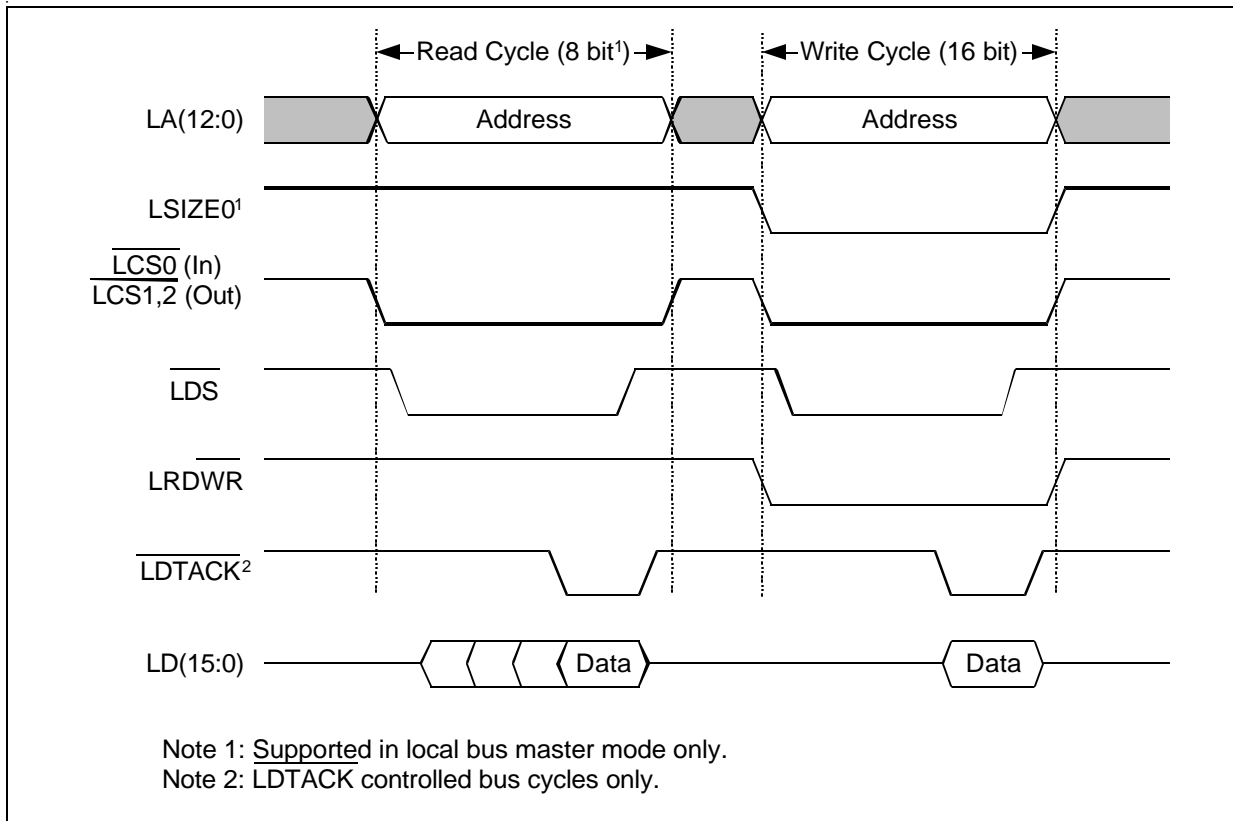 Read Cycle (8 bit¹) Write Cycle (16 bit)
LA(12:0) Address Address
LSIZE0¹
LCS0 (In)
LCS1,2 (Out)
LDS
LRDWR
LDTACK²
LD(15:0) Data Data
Note 1: Supported in local bus master mode only.
Note 2: LDTACK controlled bus cycles only.